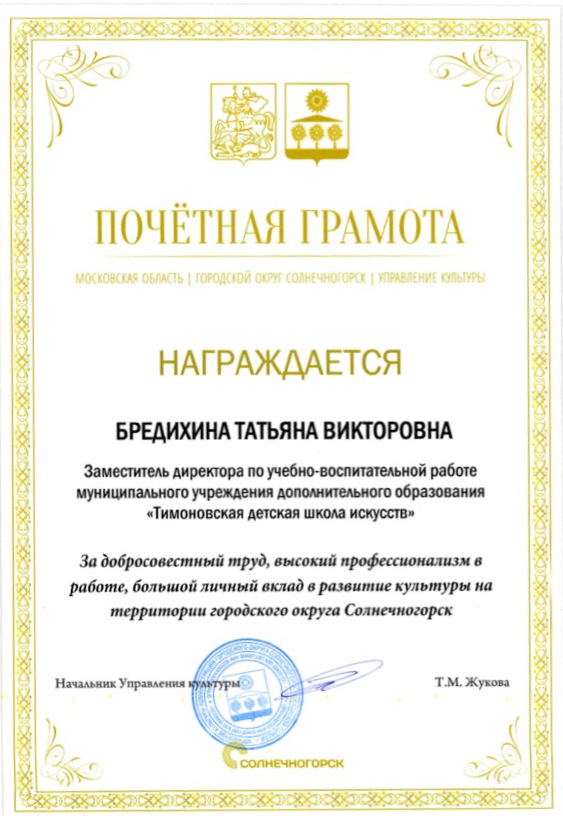 ПОЧЁТНАЯ ГРАМОТА
МОСКОВСКАЯ ОБЛАСТЬ | ГОРОДСКОЙ ОКРУГ СОЛНЕЧНОГОРСК | УПРАВЛЕНИЕ КУЛЬТУРЫ
НАГРАЖДАЕТСЯ
БРЕДИХИНА ТАТЬЯНА ВИКТОРОВНА
Заместитель директора по учебно-воспитательной работе
муниципального учреждения дополнительного образования
«Тимоновская детская школа искусств»
За добросовестный труд, высокий профессионализм в
работе, большой личный вклад в развитие культуры на
территории городского округа Солнечногорск
Начальник Управления культуры
Т.М. Жукова
СОЛНЕЧНОГОРСК